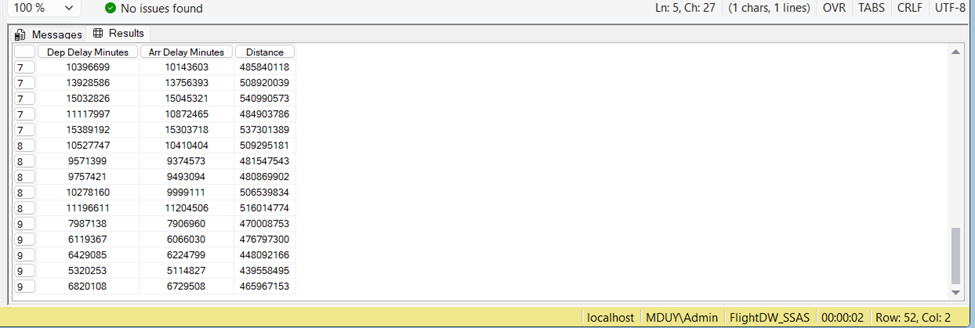 100 % No issues found Ln: 5, Ch: 27 (1 chars, 1 lines) OVR TABS CRLF UTF-8
Messages Results
Dep Delay Minutes Arr Delay Minutes Distance
7 10396699 10143603 485840118
7 13928586 13756393 508920039
7 15032826 15045321 540990573
7 11117997 10872465 484903786
7 15389192 15303718 537301389
8 10527747 10410404 509295181
8 9571399 9374573 481547543
8 9757421 9493094 480869902
8 10278160 9999111 506539834
8 11196611 11204506 516014774
9 7987138 7906960 470008753
9 6119367 6066030 476797300
9 6429085 6224799 448092166
9 5320253 5114827 439558495
9 6820108 6729508 465967153
localhost MDUY\Admin FlightDW_SSAS 00:00:02 Row: 52, Col: 2